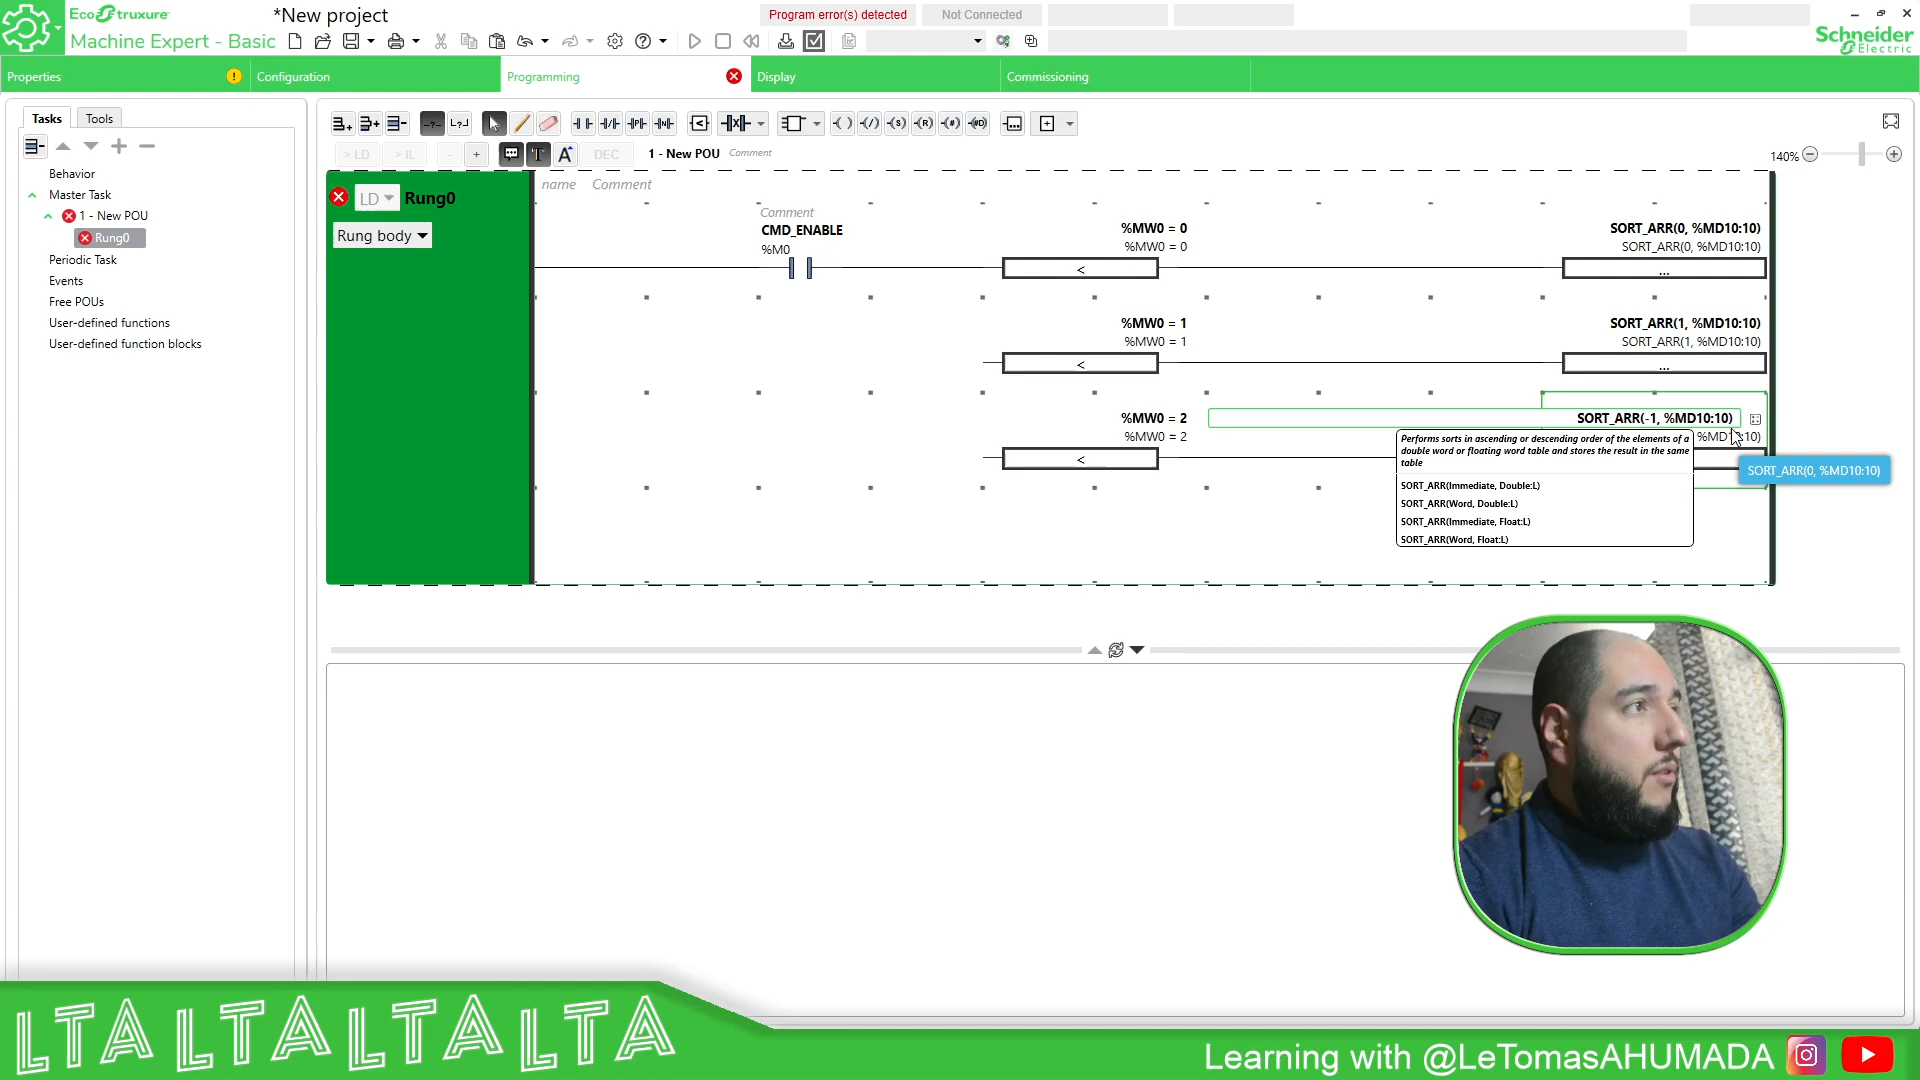 EcoStruxure
Machine Expert - Basic
*New project
Program error(s) detected
Not Connected
Schneider
Electric
Properties
Configuration
Programming
Display
Commissioning
Tasks
Tools
Behavior
Master Task
1 - New POU
Rung0
Periodic Task
Events
Free POUs
User-defined functions
User-defined function blocks
> LD
> IL
DEC
1 - New POU
Comment
140%
LD
Rung0
Rung body
name
Comment
Comment
CMD_ENABLE
%M0
%MW0 = 0
%MW0 = 0
<
SORT_ARR(0, %MD10:10)
SORT_ARR(0, %MD10:10)
...
%MW0 = 1
%MW0 = 1
<
SORT_ARR(1, %MD10:10)
SORT_ARR(1, %MD10:10)
...
%MW0 = 2
%MW0 = 2
<
SORT_ARR(-1, %MD10:10)
Performs sorts in ascending or descending order of the elements of a
double word or floating word table and stores the result in the same
table
SORT_ARR(Immediate, Double:L)
SORT_ARR(Word, Double:L)
SORT_ARR(Immediate, Float:L)
SORT_ARR(Word, Float:L)
SORT_ARR(0, %MD10:10)
LTALTALTALTA
Learning with @LeTomasAHUMADA